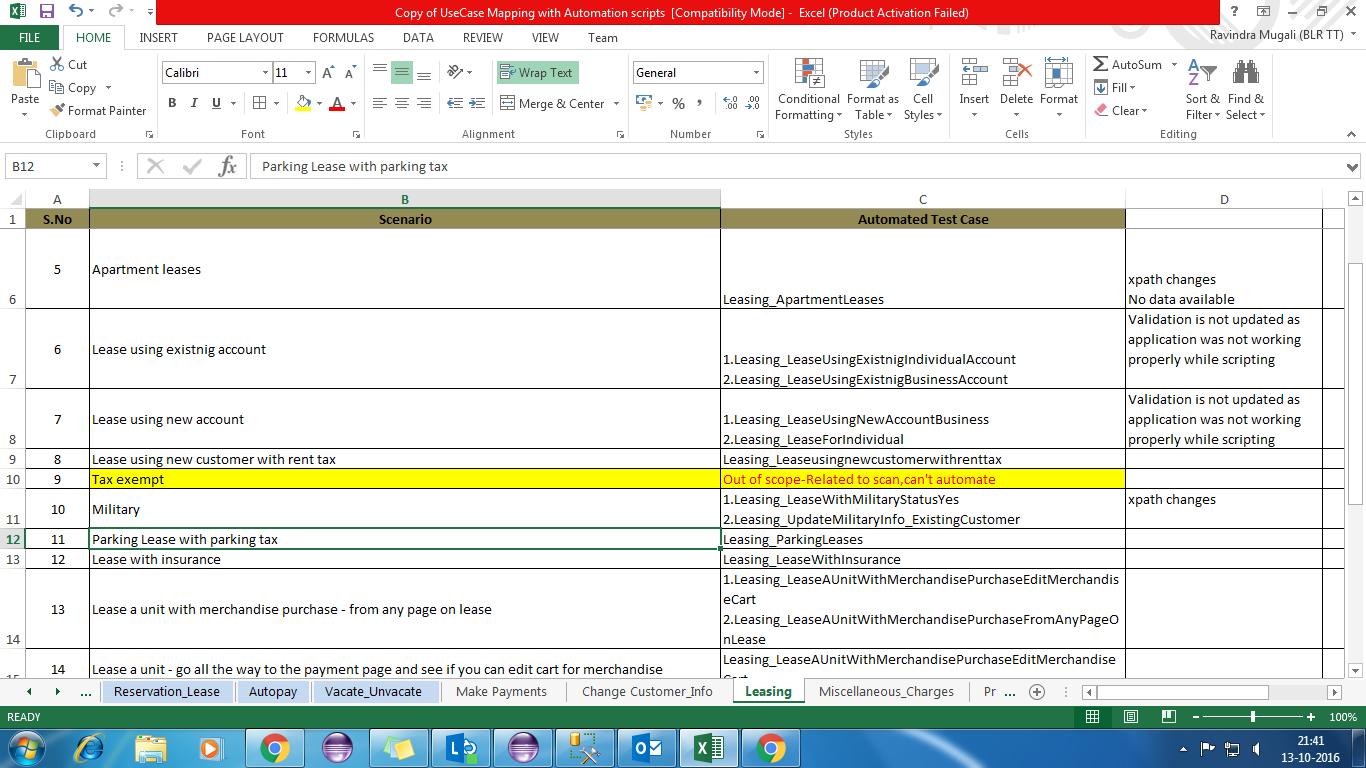 Copy of UseCase Mapping with Automation scripts  [Compatibility Mode] -  Excel (Product Activation Failed)
FILE HOME INSERT PAGE LAYOUT FORMULAS DATA REVIEW VIEW Team Ravindra Mugali (BLR TT)
Paste
Cut
Copy
Format Painter
Clipboard
Calibri 11
B I U
Font
Wrap Text
Merge & Center
Alignment
General
Number
Conditional Formatting
Format as Table
Cell Styles
Styles
Insert Delete Format
Cells
AutoSum
Fill
Clear
Sort & Filter
Find & Select
Editing
B12 fx Parking Lease with parking tax
A B C D
1 S.No Scenario Automated Test Case
6 5 Apartment leases Leasing_ApartmentLeases
xpath changes
No data available
7 6 Lease using existnig account
1.Leasing_LeaseUsingExistnigIndividualAccount
2.Leasing_LeaseUsingExistnigBusinessAccount
Validation is not updated as
application was not working
properly while scripting
8 7 Lease using new account
1.Leasing_LeaseUsingNewAccountBusiness
2.Leasing_LeaseForIndividual
Validation is not updated as
application was not working
properly while scripting
9 8 Lease using new customer with rent tax Leasing_Leaseusingnewcustomerwithrenttax
10 9 Tax exempt Out of scope-Related to scan,can't automate
11 10 Military
1.Leasing_LeaseWithMilitaryStatusYes
2.Leasing_UpdateMilitaryInfo_ExistingCustomer
xpath changes
12 11 Parking Lease with parking tax Leasing_ParkingLeases
13 12 Lease with insurance Leasing_LeaseWithInsurance
14 13 Lease a unit with merchandise purchase - from any page on lease
1.Leasing_LeaseAUnitWithMerchandisePurchaseEditMerchandis
eCart
2.Leasing_LeaseAUnitWithMerchandisePurchaseFromAnyPageO
nLease
14 Lease a unit - go all the way to the payment page and see if you can edit cart for merchandise
Leasing_LeaseAUnitWithMerchandisePurchaseEditMerchandise
... Reservation_Lease Autopay Vacate_Unvacate Make Payments Change Customer_Info Leasing Miscellaneous_Charges Pr ...
READY 100%
21:41
13-10-2016